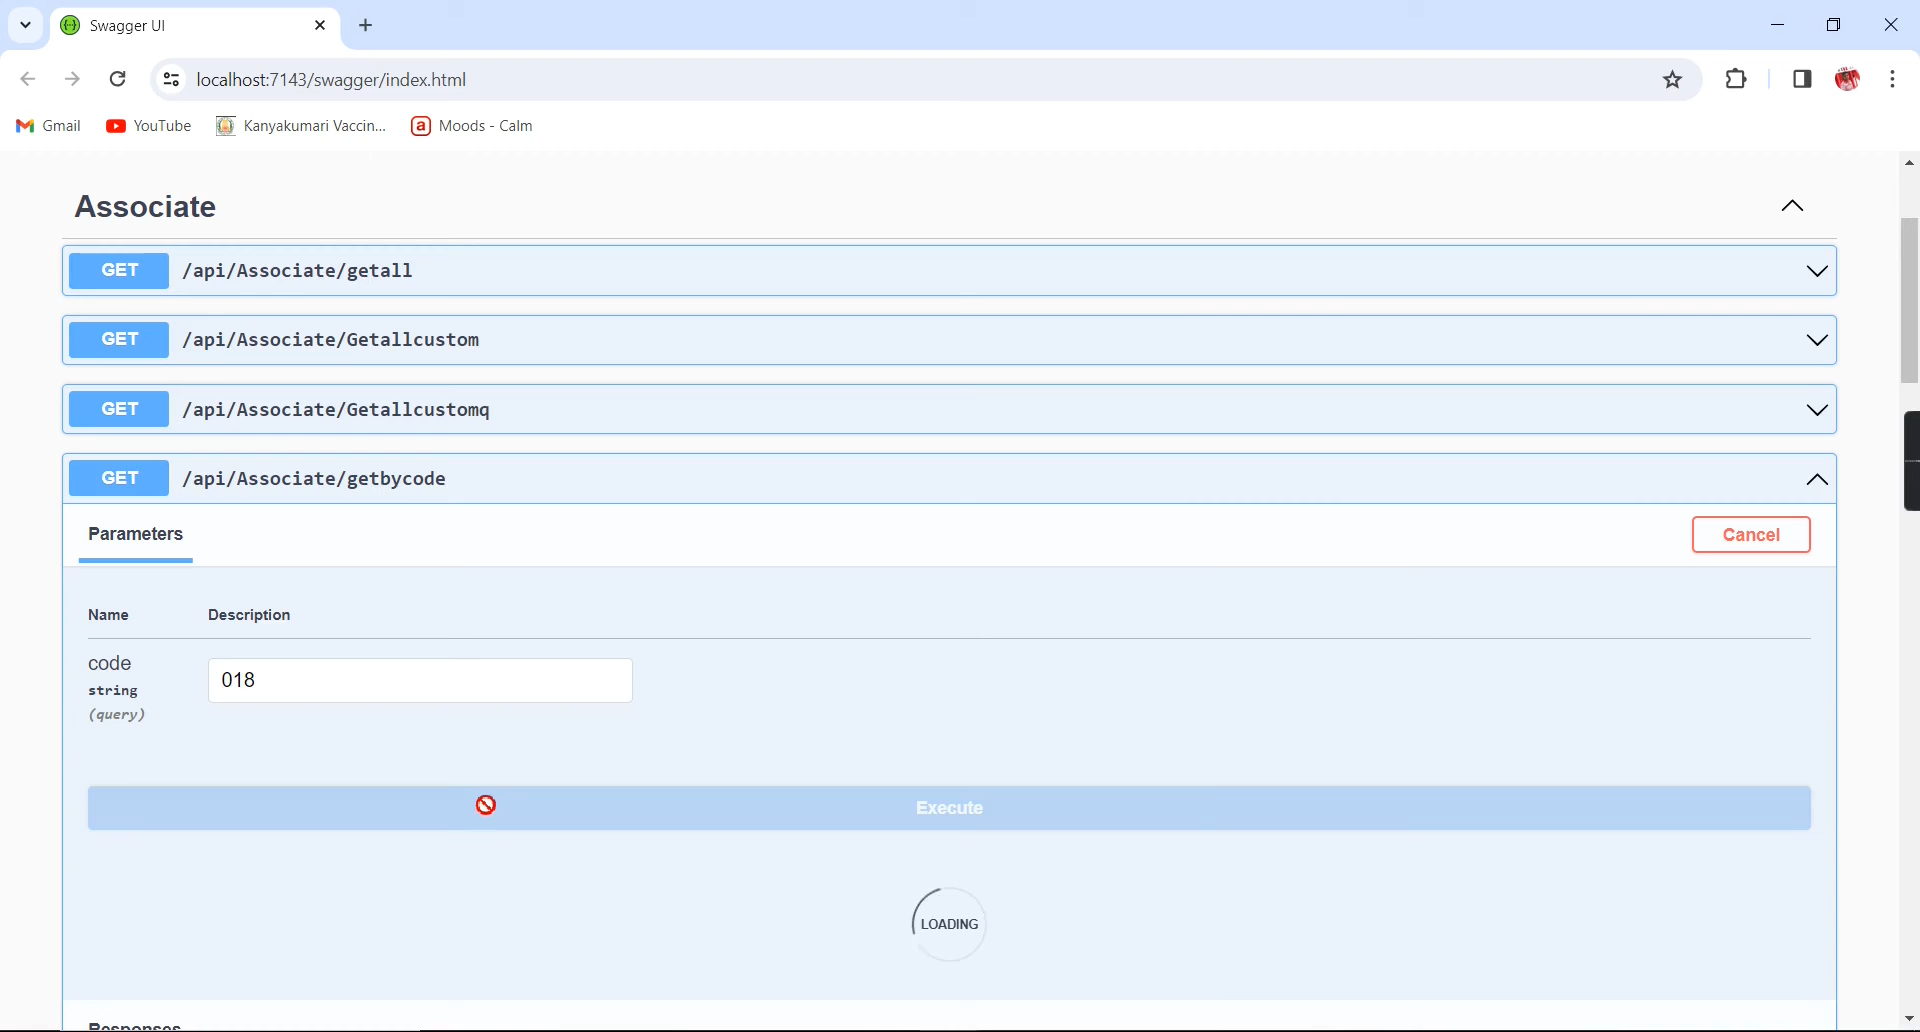 Swagger UI
localhost:7143/swagger/index.html
Gmail YouTube Kanyakumari Vaccin... a Moods - Calm
Associate
GET /api/Associate/getall
GET /api/Associate/Getallcustom
GET /api/Associate/Getallcustomq
GET /api/Associate/getbycode
Parameters Cancel
Name Description
code
string
(query)
018
Execute
LOADING
Responses